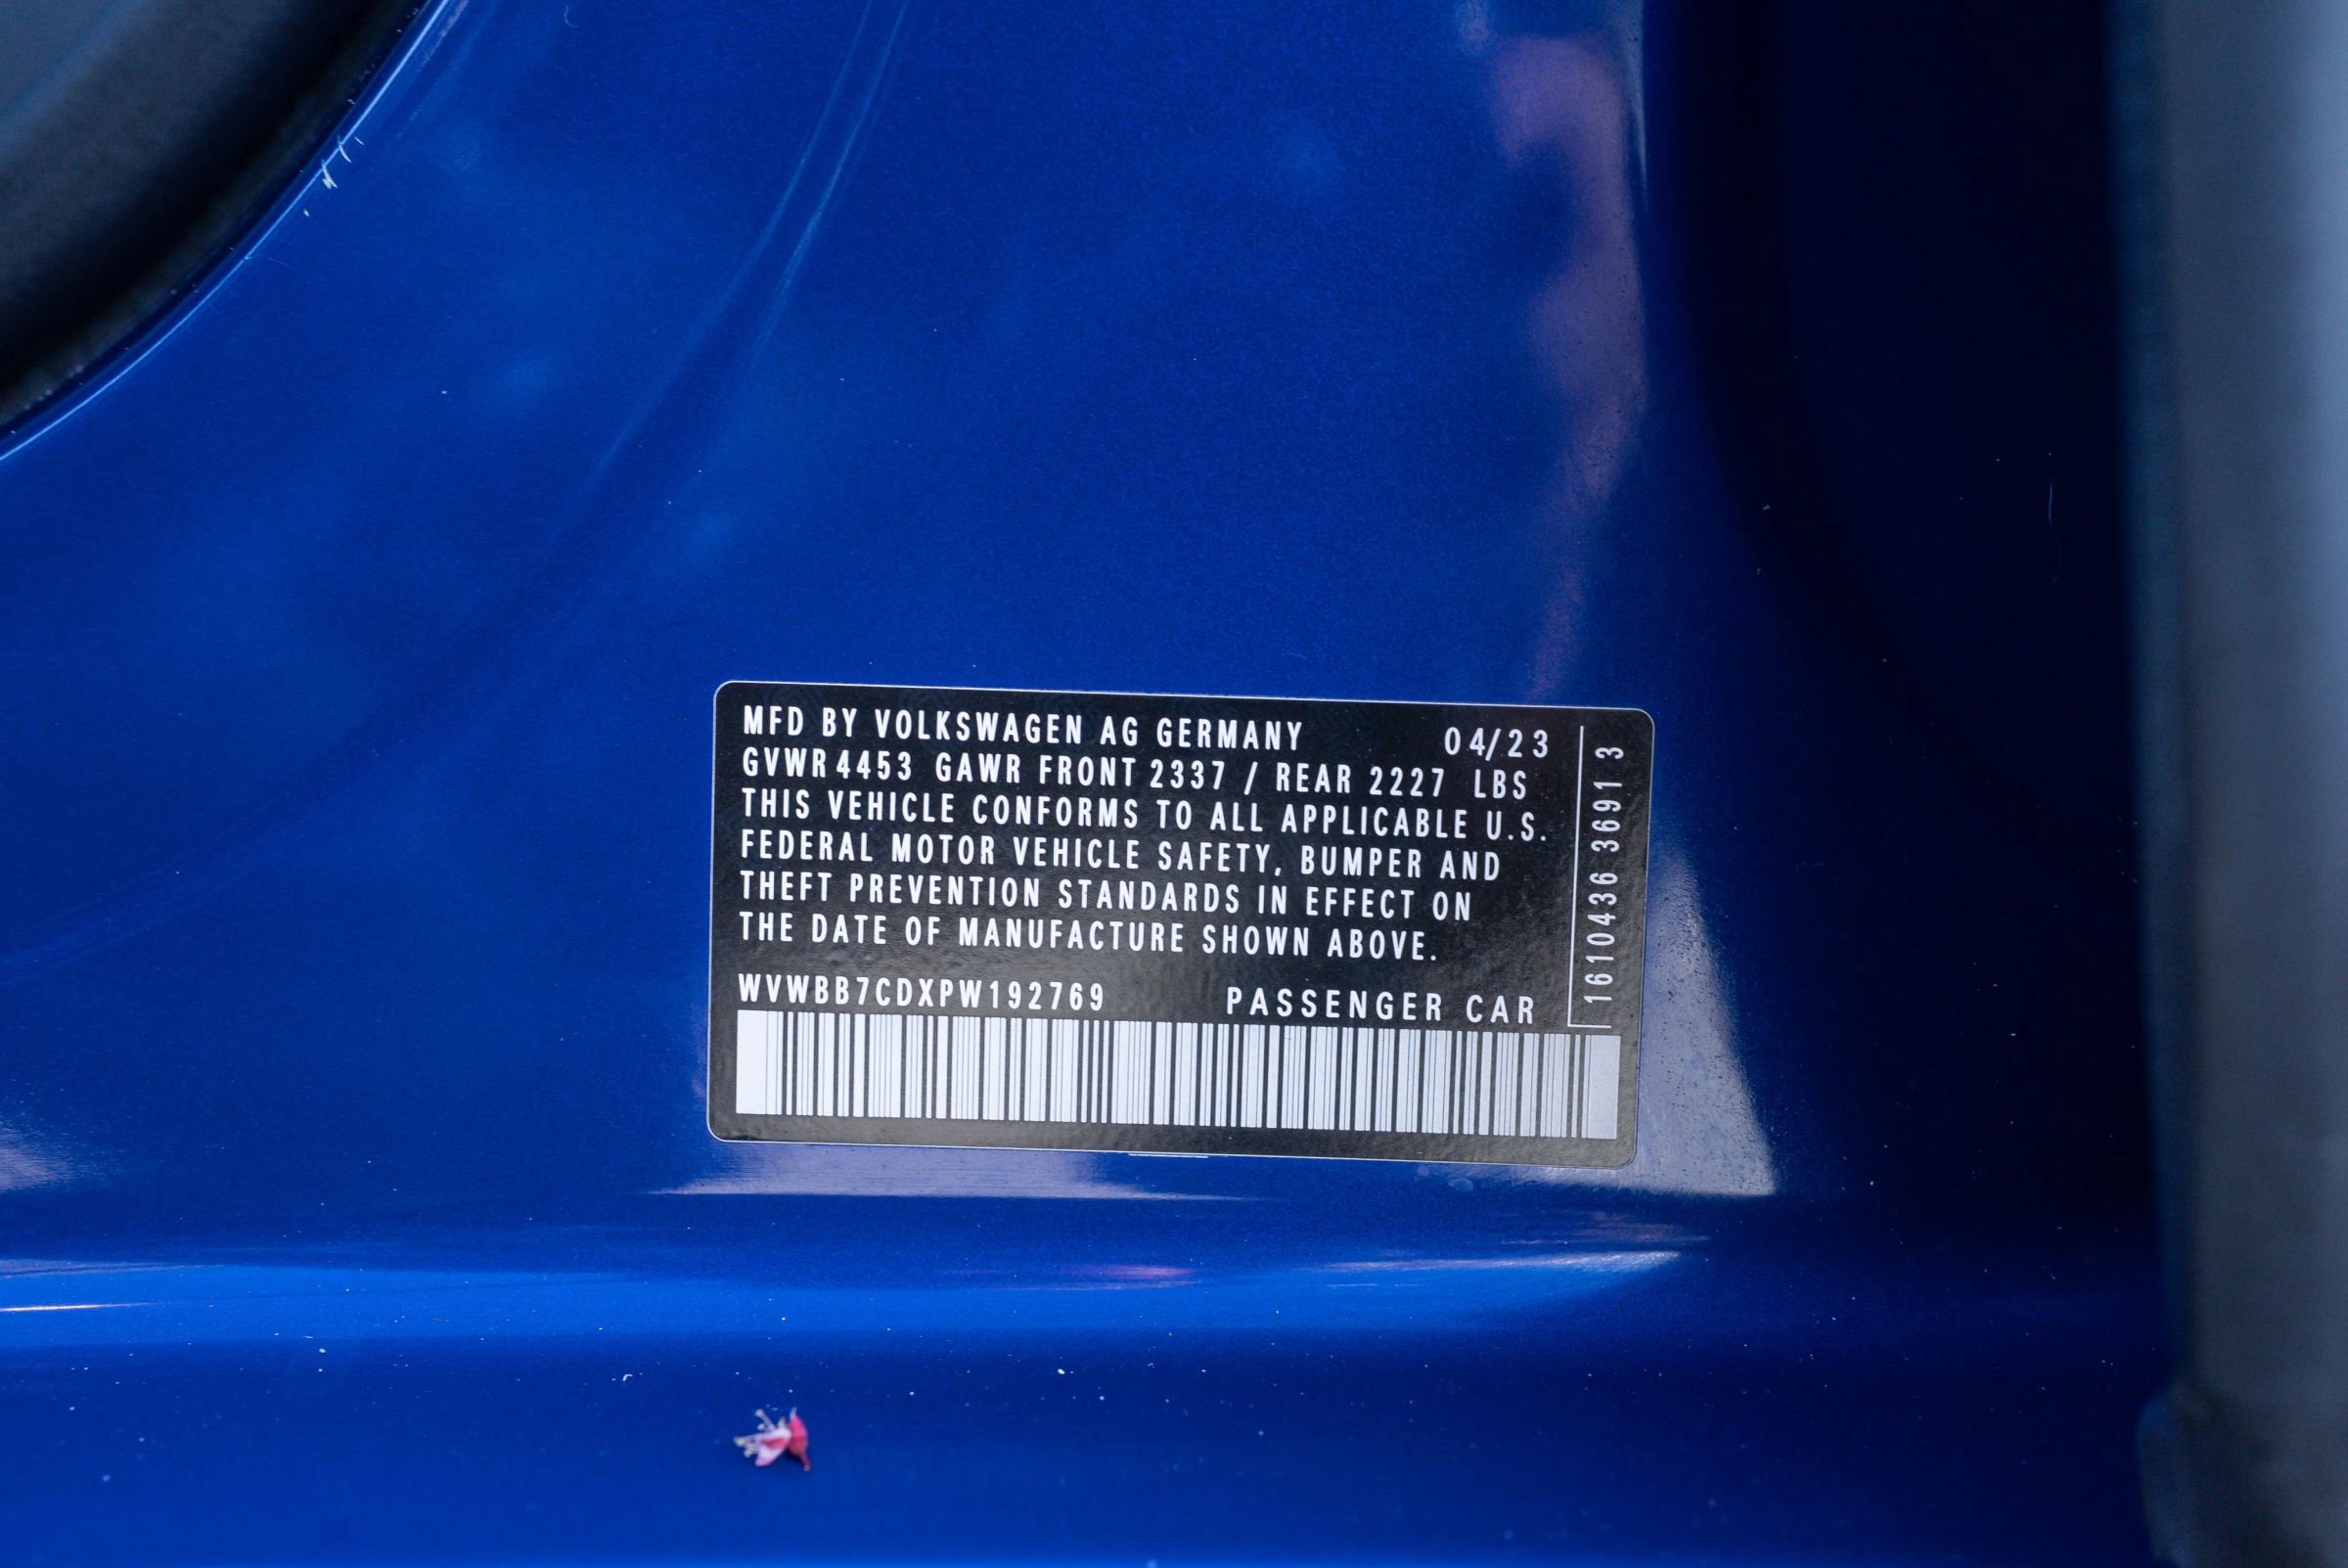 MFD BY VOLKSWAGEN AG GERMANY 04/23
GVWR 4453 GAWR FRONT 2337 / REAR 2227 LBS
THIS VEHICLE CONFORMS TO ALL APPLICABLE U.S.
FEDERAL MOTOR VEHICLE SAFETY, BUMPER AND
THEFT PREVENTION STANDARDS IN EFFECT ON
THE DATE OF MANUFACTURE SHOWN ABOVE.
WVWBB7CDXPW192769 PASSENGER CAR
1610436 3691 3